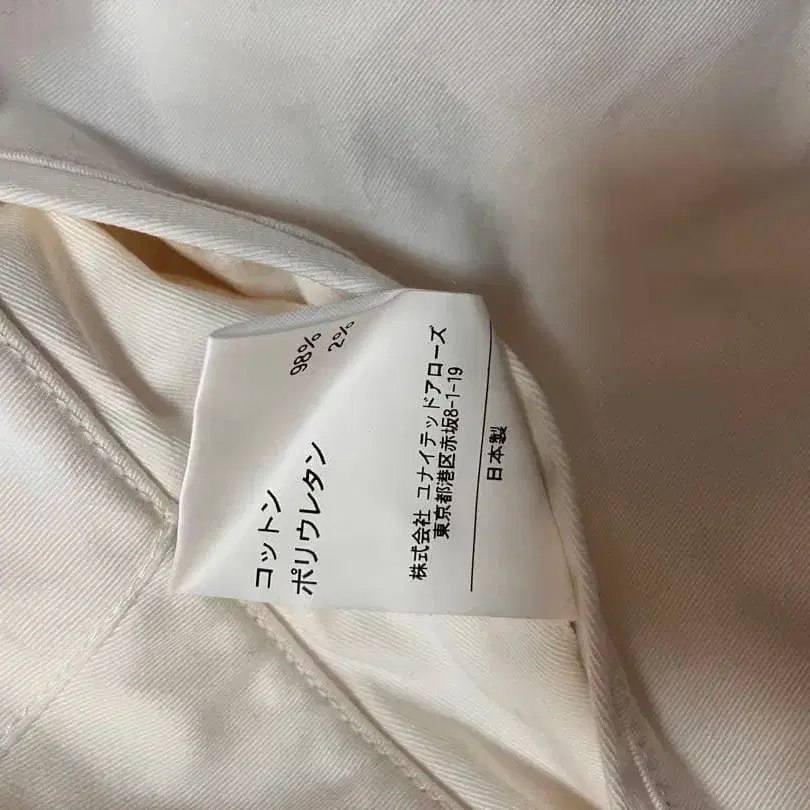 コットン 98%
ポリウレタン 2%
株式会社 ユナイテッドアローズ
東京都港区赤坂8-1-19
日本製